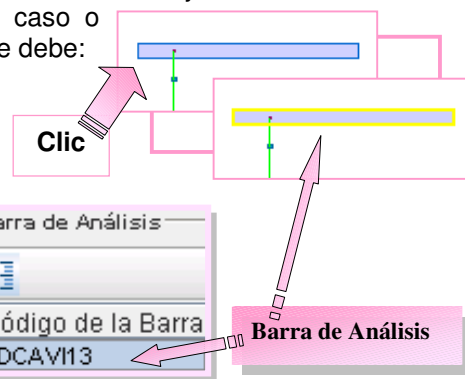 caso o
e debe:
Clic
arra de Análisis
ódigo de la Barra
DCAVI13
Barra de Análisis